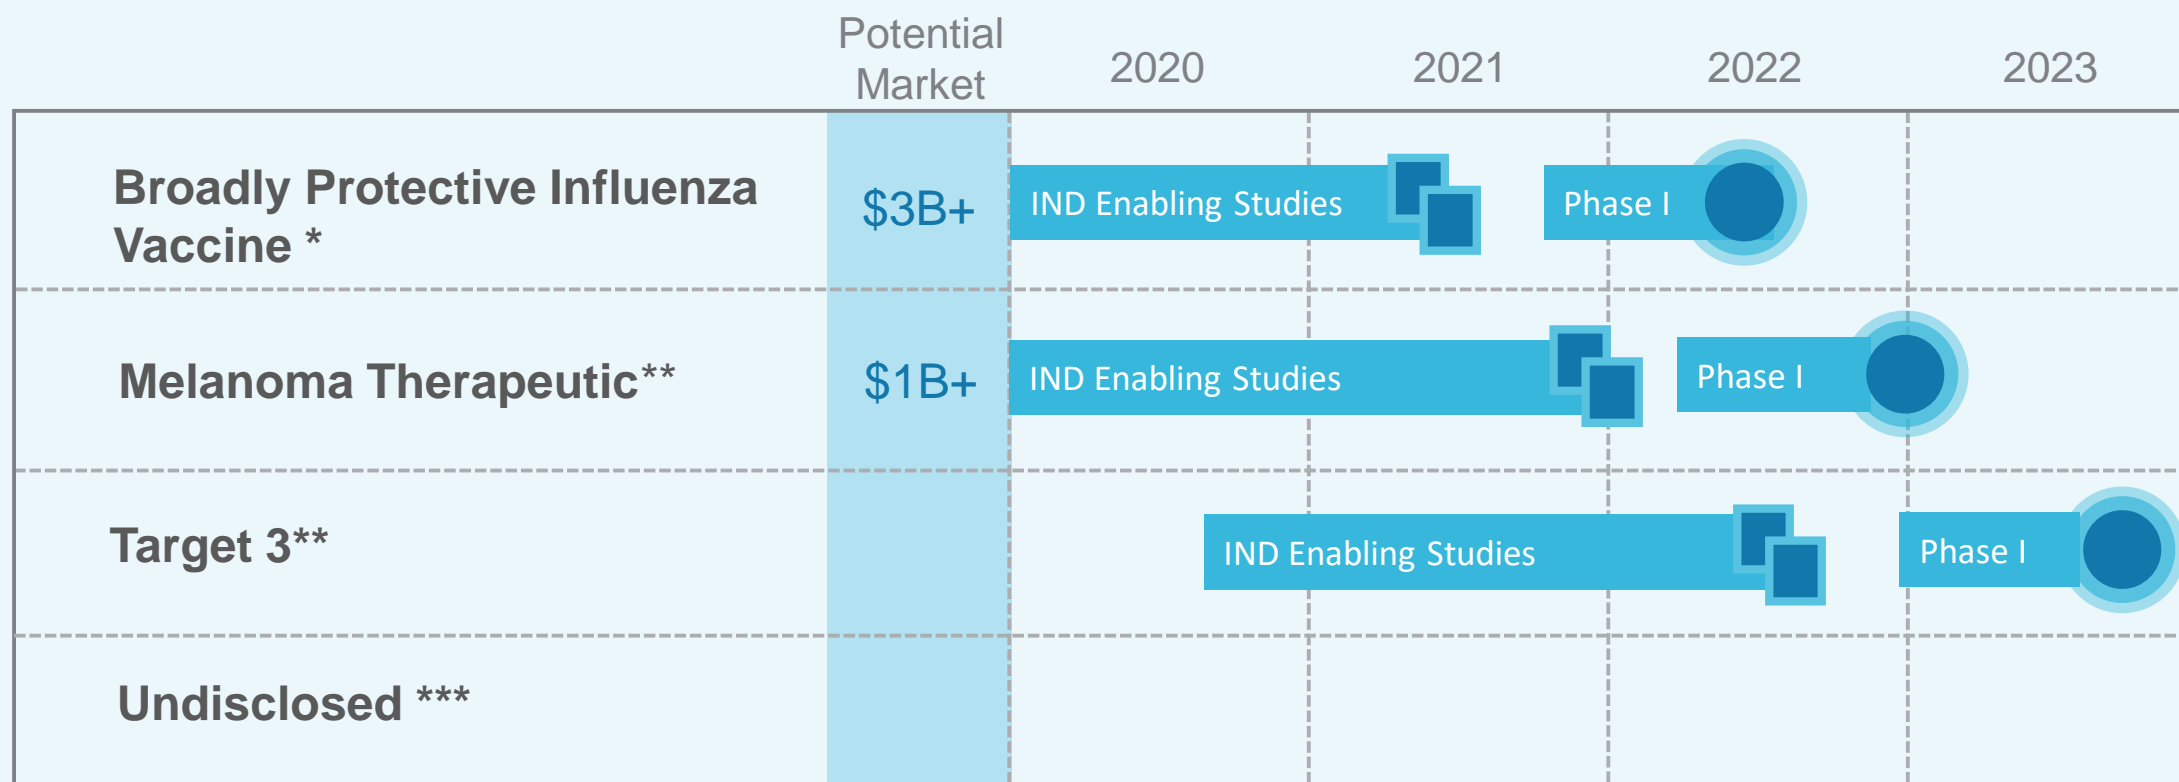 Potential
Market
2020
2021
2022
2023
Broadly Protective Influenza
Vaccine *
$3B+
IND Enabling Studies
Phase I
Melanoma Therapeutic**
$1B+
IND Enabling Studies
Phase I
Target 3**
IND Enabling Studies
Phase I
Undisclosed ***